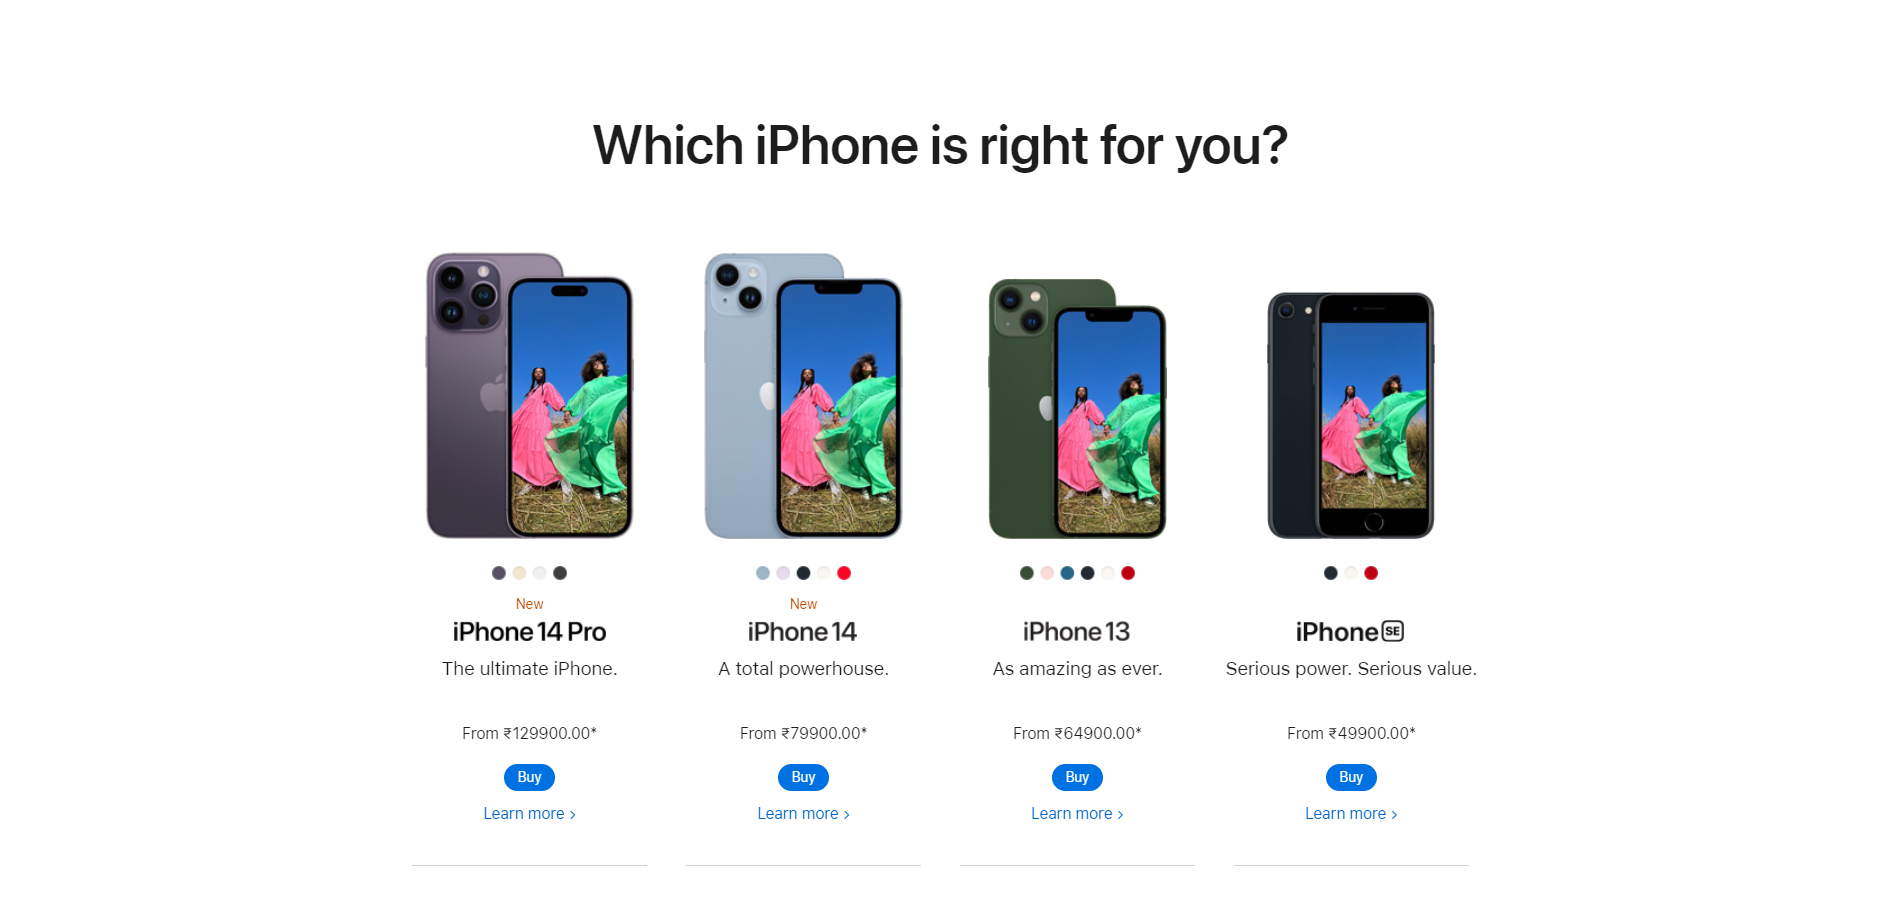 Which iPhone is right for you?
New
iPhone 14 Pro
The ultimate iPhone.
From ₹129900.00*
Buy
Learn more >
New
iPhone 14
A total powerhouse.
From ₹79900.00*
Buy
Learn more >
iPhone 13
As amazing as ever.
From ₹64900.00*
Buy
Learn more >
iPhone SE
Serious power. Serious value.
From ₹49900.00*
Buy
Learn more >